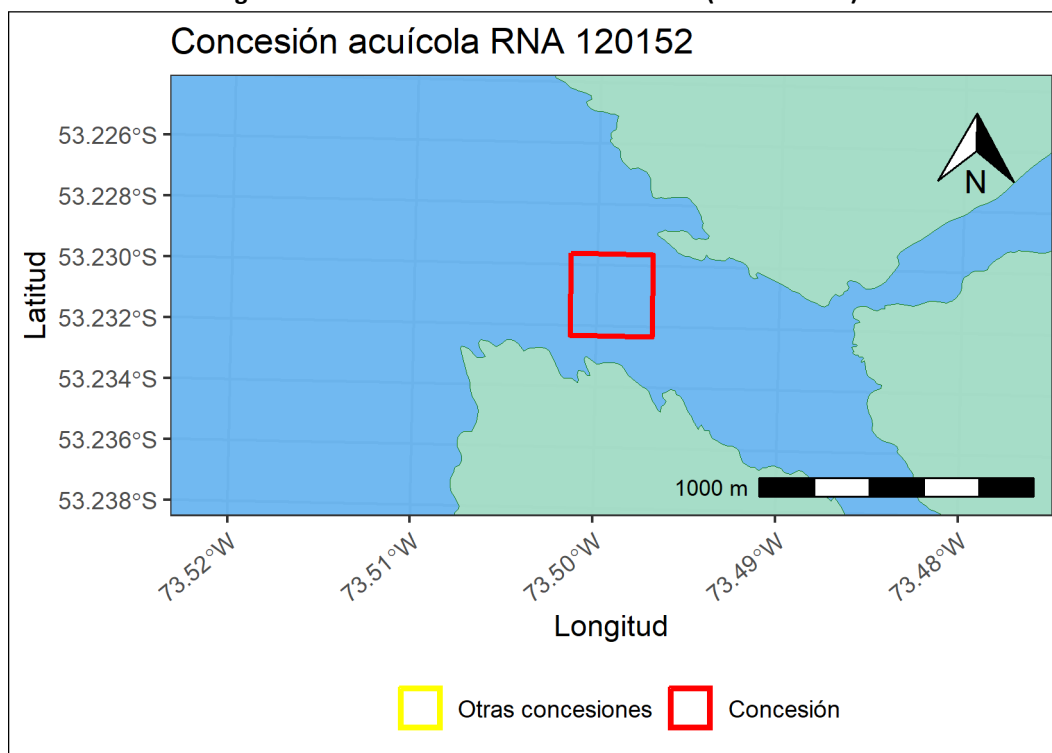 Concesión acuícola RNA 120152
53.226°S
53.228°S
53.230°S
53.232°S
53.234°S
53.236°S
53.238°S
Latitud
N
1000 m
73.52°W
73.51°W
73.50°W
73.49°W
73.48°W
Longitud
Otras concesiones
Concesión